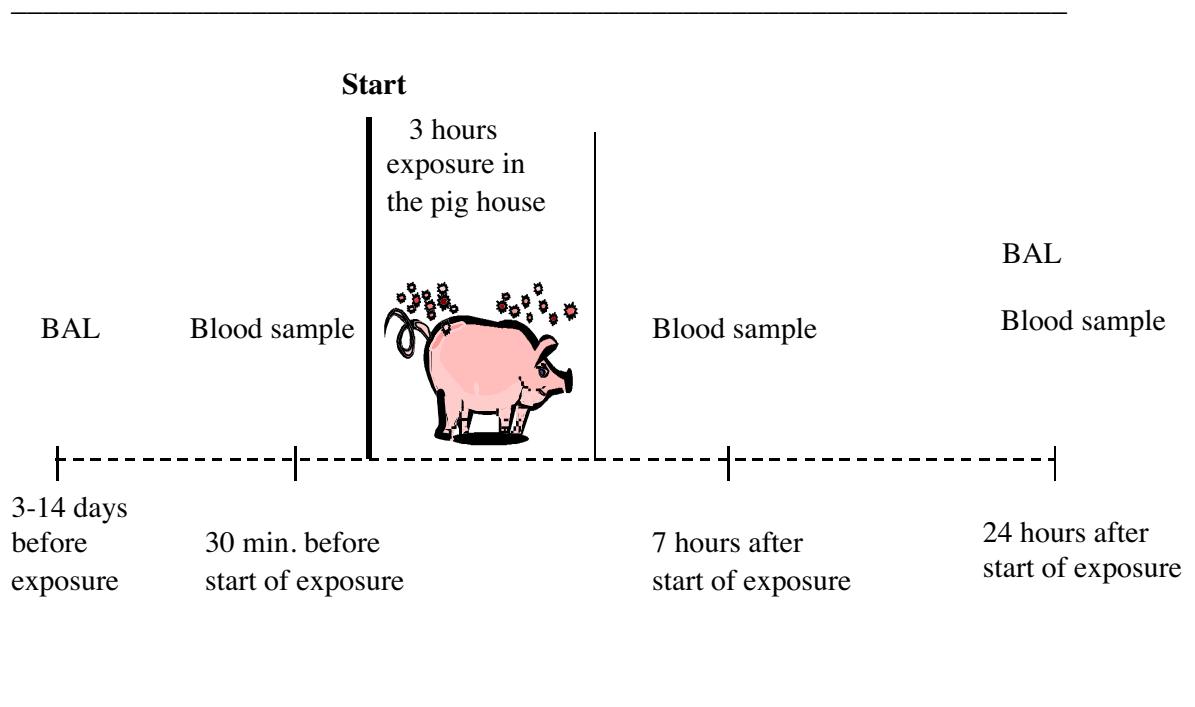 Start
3 hours
exposure in
the pig house
BAL
BAL
Blood sample
Blood sample
Blood sample
3-14 days
before
exposure
30 min. before
start of exposure
7 hours after
start of exposure
24 hours after
start of exposure